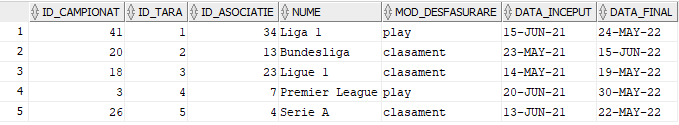 ID_CAMPIONAT ID_TARA ID_ASOCIATIE NUME MOD_DESFASURARE DATA_INCEPUT DATA_FINAL
1 41 1 34 Liga 1 play 15-JUN-21 24-MAY-22
2 20 2 13 Bundesliga clasament 23-MAY-21 15-JUN-22
3 18 3 23 Ligue 1 clasament 14-MAY-21 19-MAY-22
4 3 4 7 Premier League play 20-JUN-21 30-MAY-22
5 26 5 4 Serie A clasament 13-JUN-21 22-MAY-22